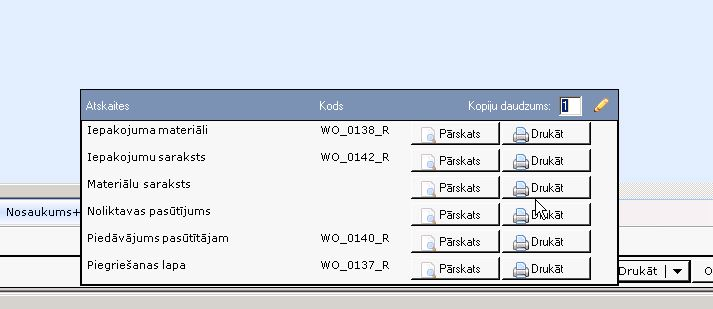 Atskaites Kods Kopiju daudzums: 1
Iepakojuma materiāli WO_0138_R Pārskats Drukāt
Iepakojumu saraksts WO_0142_R Pārskats Drukāt
Materiālu saraksts Pārskats Drukāt
Noliktavas pasūtījums Pārskats Drukāt
Nosaukums+
Piedāvājums pasūtītājam WO_0140_R Pārskats Drukāt
Piegriešanas lapa WO_0137_R Pārskats Drukāt
Drukāt O